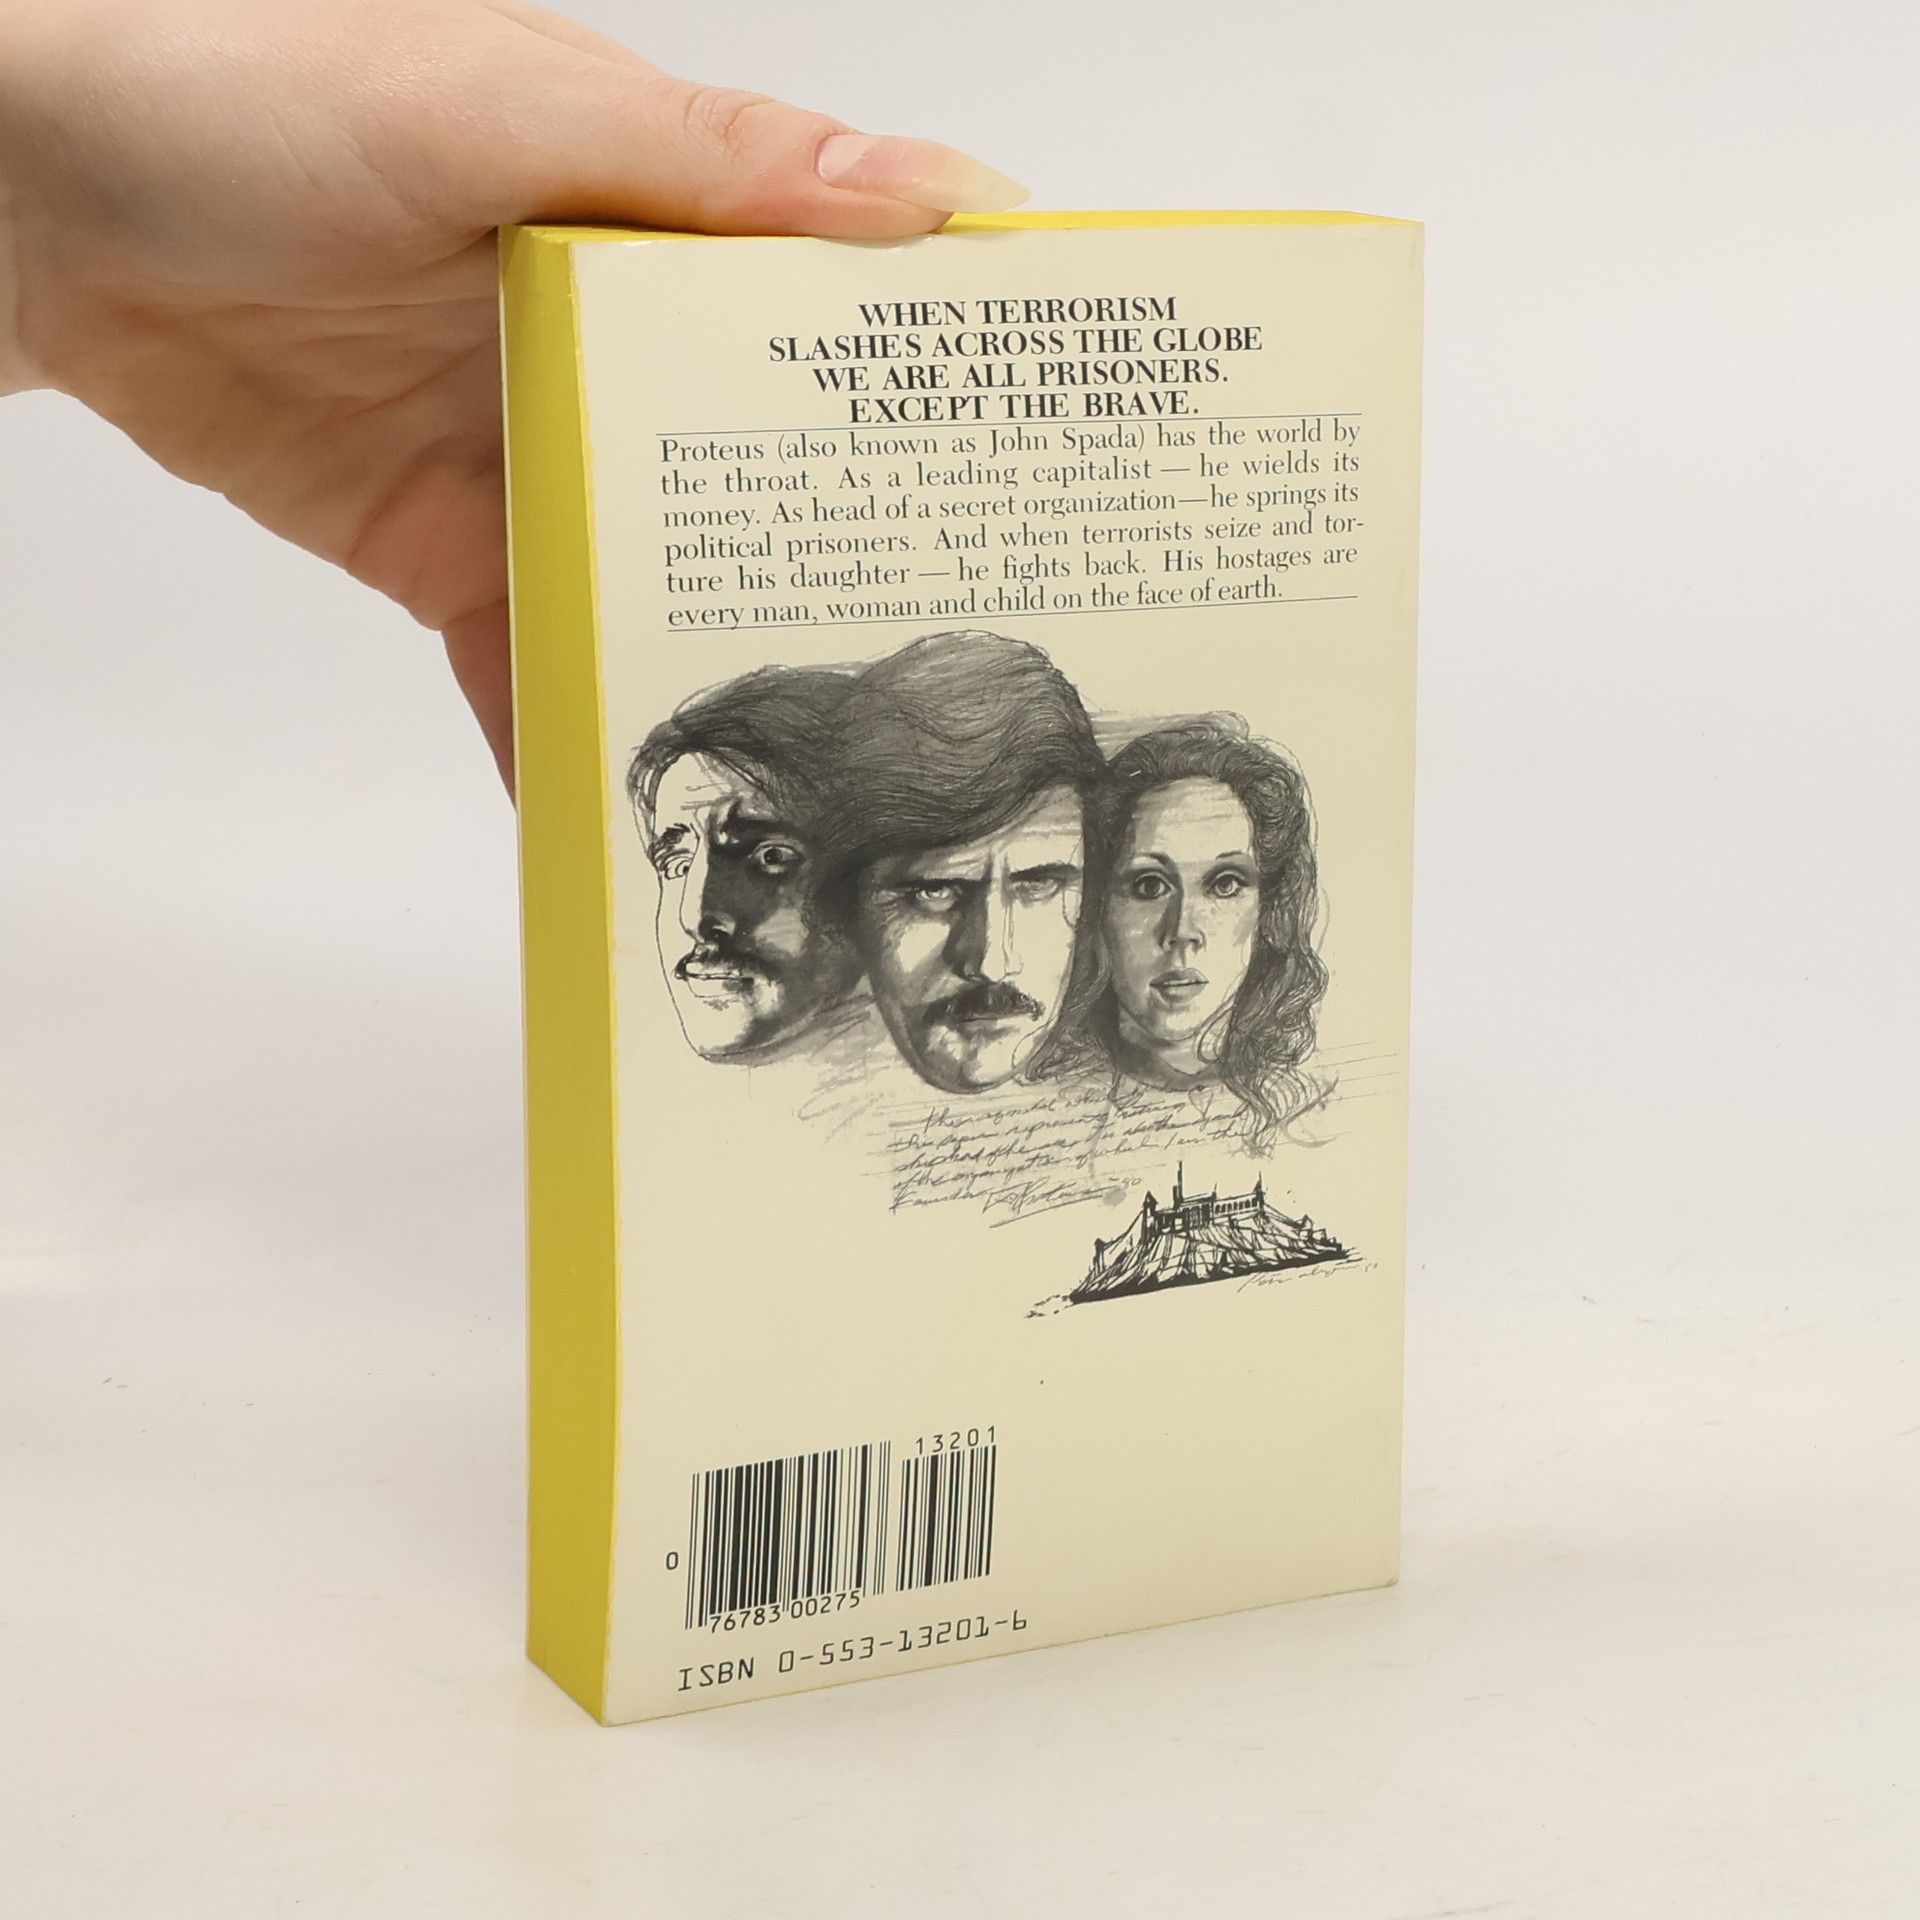 WHEN TERRORISM
SLASHES ACROSS THE GLOBE
WE ARE ALL PRISONERS.
EXCEPT THE BRAVE.
Proteus (also known as John Spada) has the world by
the throat. As a leading capitalist — he wields its
money. As head of a secret organization—he springs its
political prisoners. And when terrorists seize and tor-
ture his daughter — he fights back. His hostages are
every man, woman and child on the face of earth.
13201
0
76783 00275
ISBN 0-553-13201-6